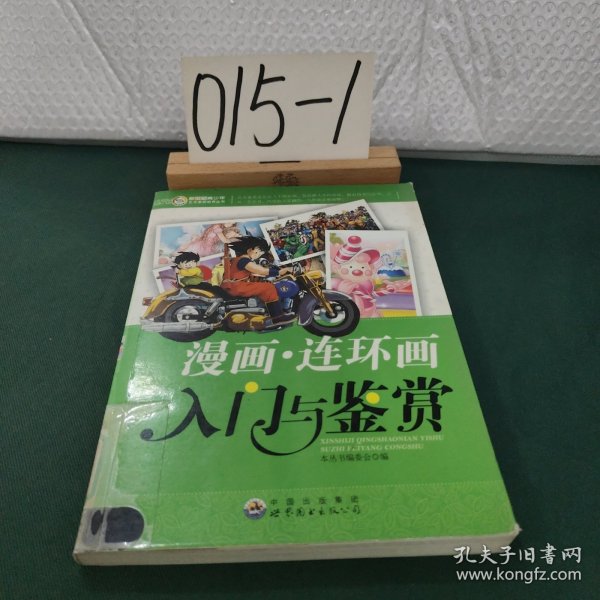 015-1
漫画·连环画
入门与鉴赏
XINSHIJI QINGSHAONIAN YISHU
SUZHI PEIYANG CONGSHU
本丛书编委会◎编
中国出版集团
世界图书出版公司
孔夫子旧书网
www.kongfz.com